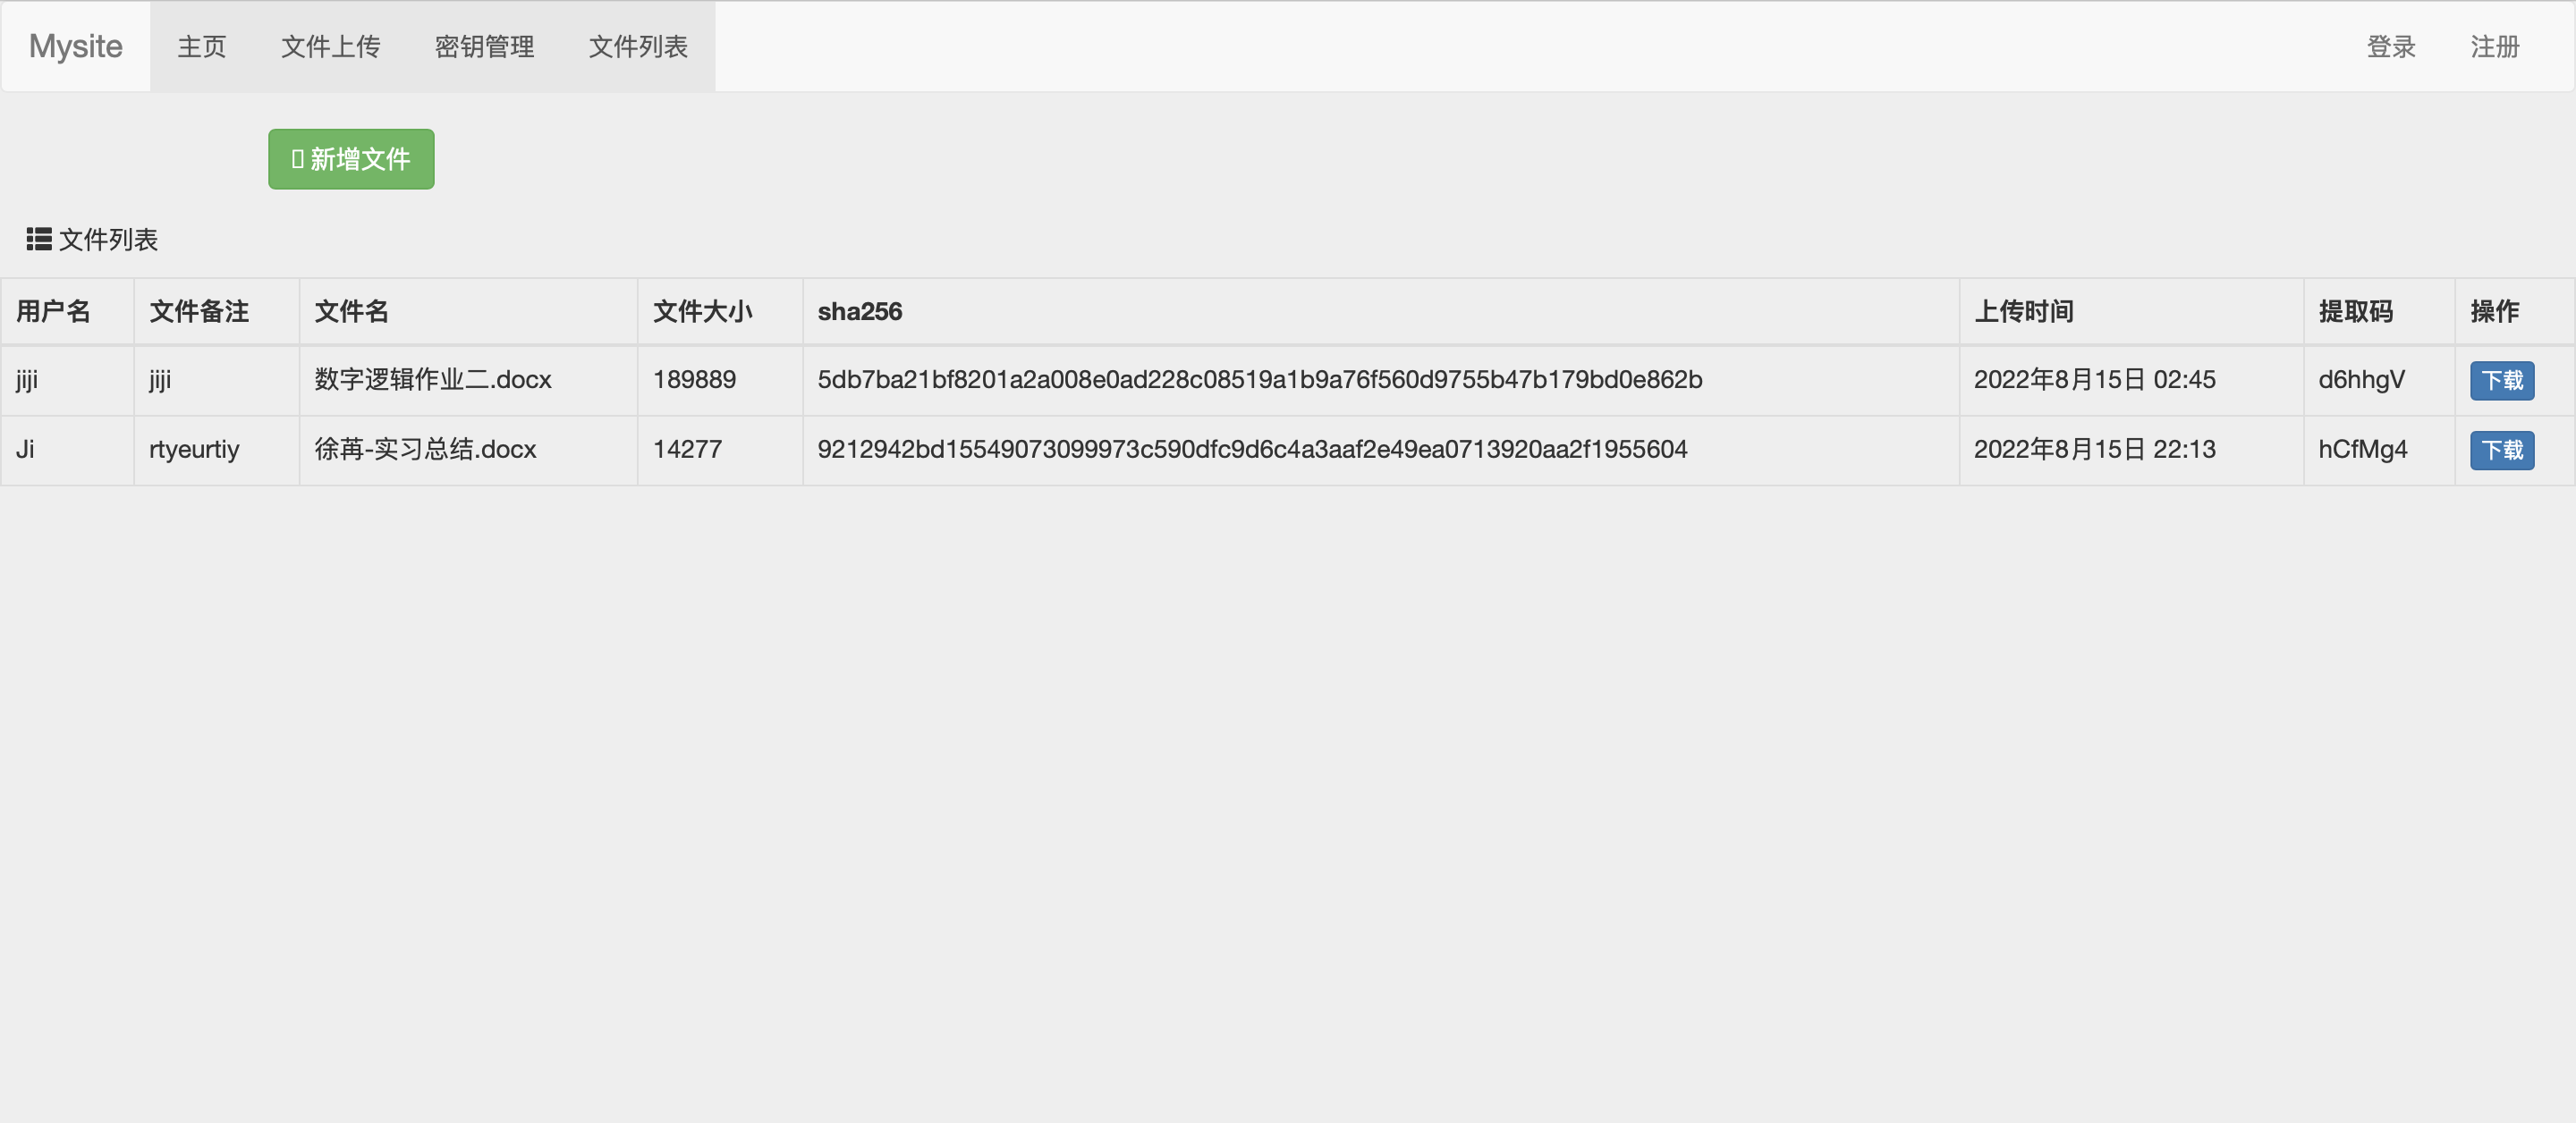 Mysite 主页 文件上传 密钥管理 文件列表 登录 注册
新增文件
文件列表
用户名 文件备注 文件名 文件大小 sha256 上传时间 提取码 操作
jiji jiji 数字逻辑作业二.docx 189889 5db7ba21bf8201a2a008e0ad228c08519a1b9a76f560d9755b47b179bd0e862b 2022年8月15日 02:45 d6hhgV 下载
Ji rtyeurtiy 徐苒-实习总结.docx 14277 9212942bd15549073099973c590dfc9d6c4a3aaf2e49ea0713920aa2f1955604 2022年8月15日 22:13 hCfMg4 下载